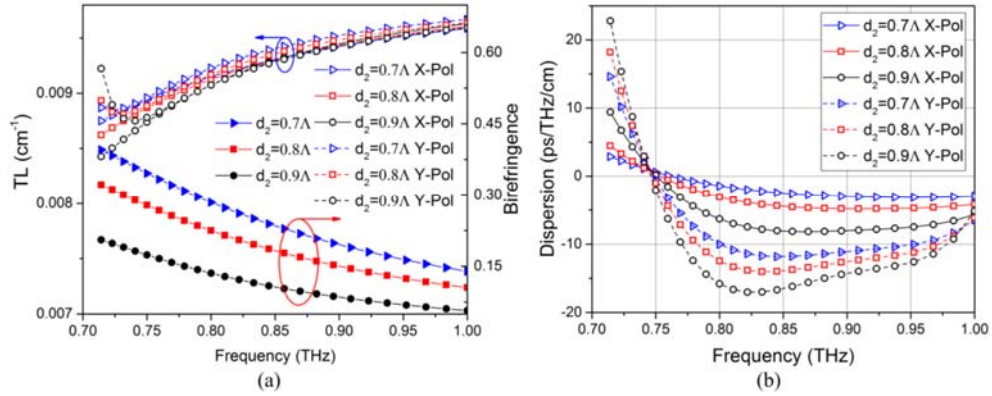 0.009
0.008
0.007
TL (cm⁻¹)
0.60
0.45
0.30
0.15
Birefringence
d₂=0.7Λ
d₂=0.8Λ
d₂=0.9Λ
d₂=0.7Λ X-Pol
d₂=0.8Λ X-Pol
d₂=0.9Λ X-Pol
d₂=0.7Λ Y-Pol
d₂=0.8Λ Y-Pol
d₂=0.9Λ Y-Pol
0.70 0.75 0.80 0.85 0.90 0.95 1.00
Frequency (THz)
(a)
20
10
0
-10
-20
Dispersion (ps/THz/cm)
d₂=0.7Λ X-Pol
d₂=0.8Λ X-Pol
d₂=0.9Λ X-Pol
d₂=0.7Λ Y-Pol
d₂=0.8Λ Y-Pol
d₂=0.9Λ Y-Pol
0.70 0.75 0.80 0.85 0.90 0.95 1.00
Frequency (THz)
(b)